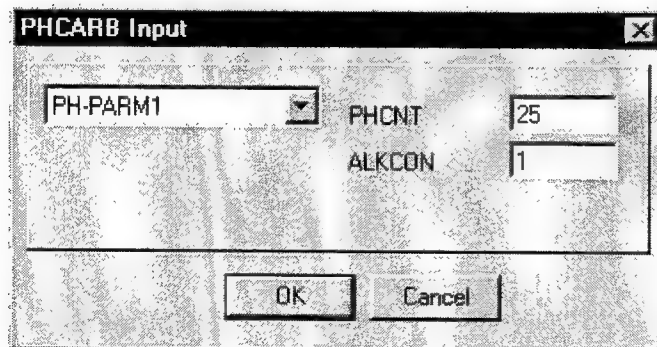 PHCARB Input
PH-PARM1
PHCNT 25
ALKCON 1
OK Cancel